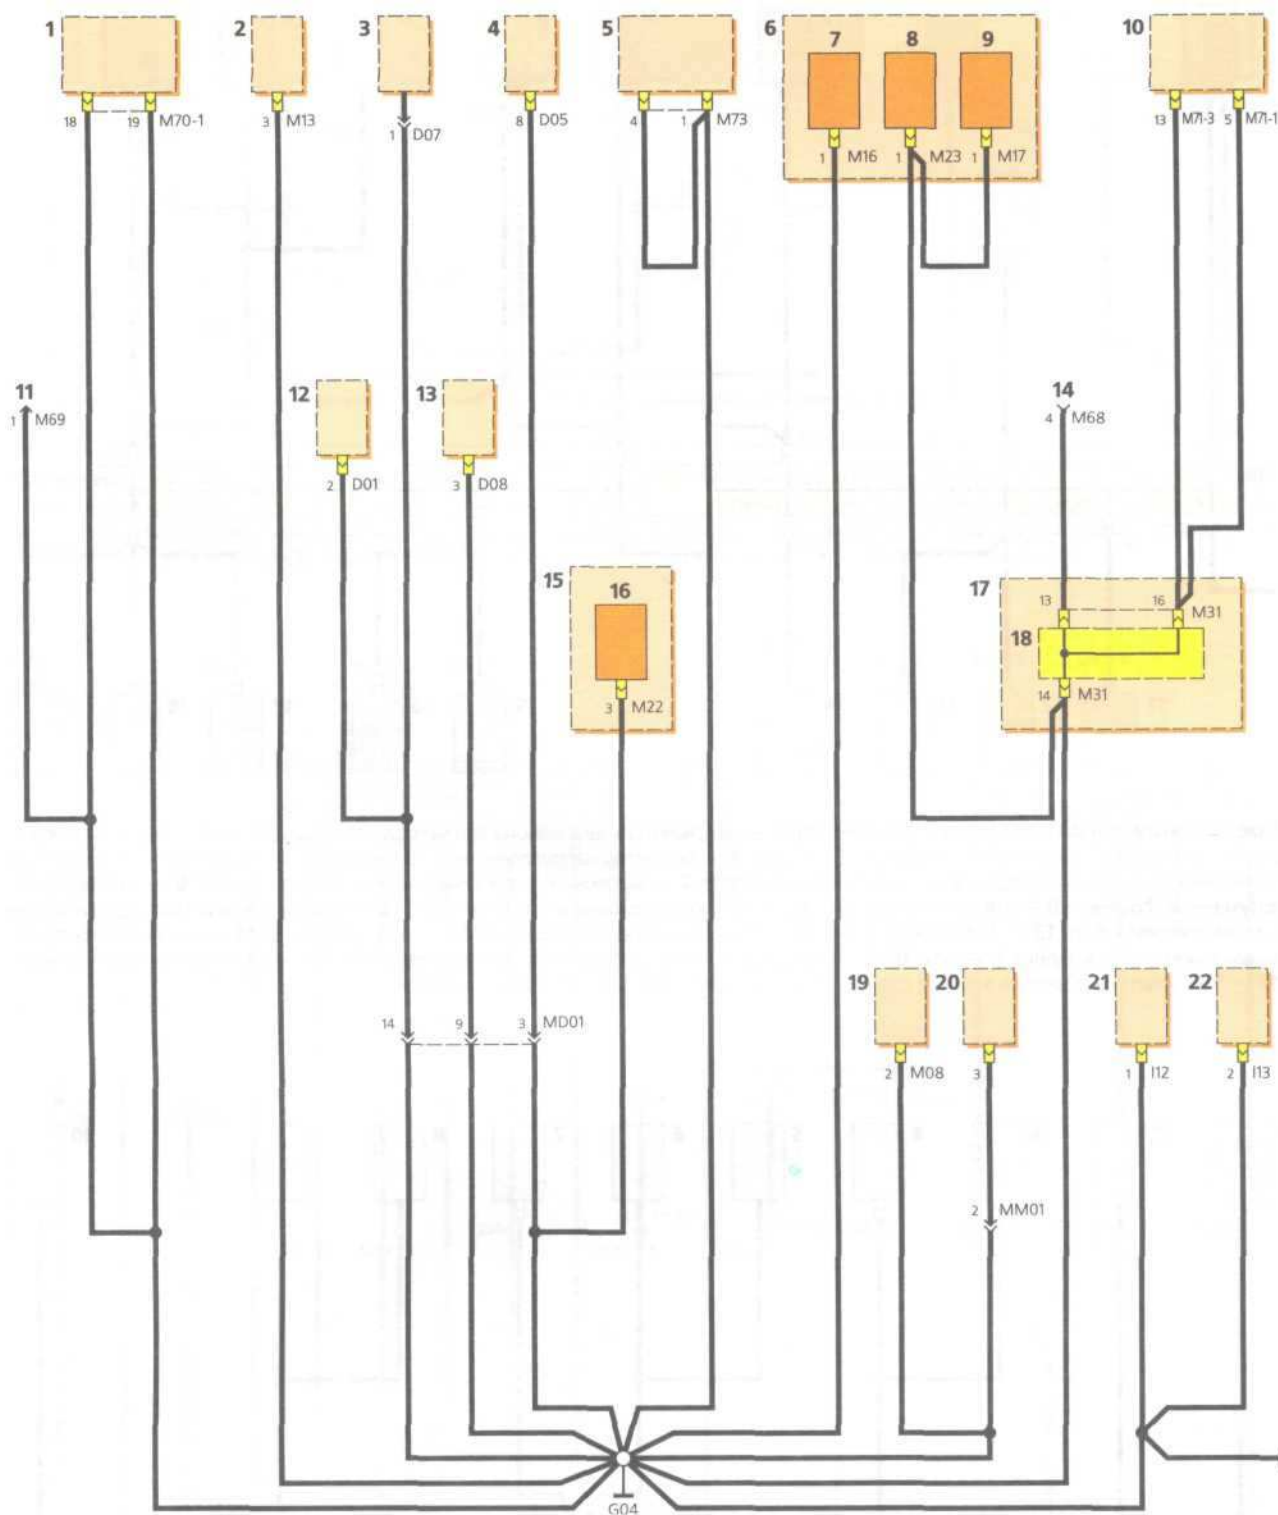 1 2 3 4 5 6 10
7 8 9
18 19 M70-1 3 M13 1 D07 8 D05 4 1 M73 13 M71-3 5 M71-1
1 M16 1 M23 1 M17
11 12 13 14
1 M69 4 M68
2 D01 3 D08
15 16 17
13 16 M31
18
3 M22 14 M31
19 20 21 22
14 9 3 MD01
2 M08 3 1 I12 2 I13
2 MM01
G04